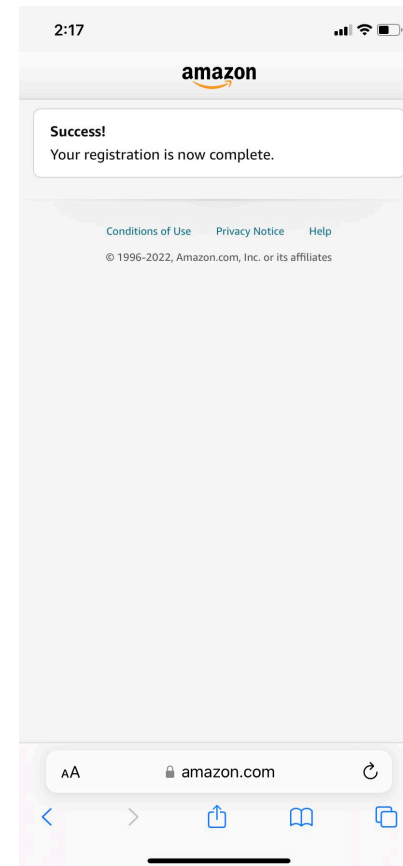 2:17
amazon
Success!
Your registration is now complete.
Conditions of Use Privacy Notice Help
© 1996-2022, Amazon.com, Inc. or its affiliates
AA amazon.com